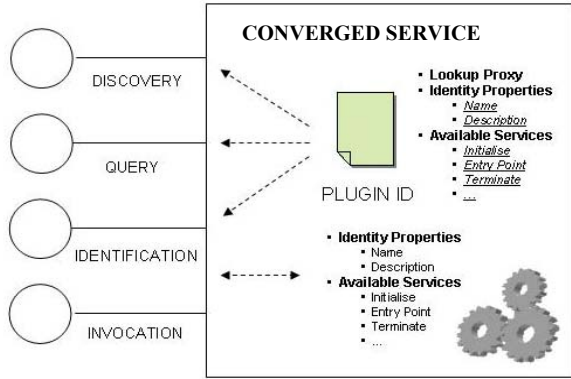 CONVERGED SERVICE
DISCOVERY
QUERY
IDENTIFICATION
INVOCATION
PLUGIN ID
▪ Lookup Proxy
▪ Identity Properties
▪ Name
▪ Description
▪ Available Services
▪ Initialise
▪ Entry Point
▪ Terminate
▪ ...
▪ Identity Properties
▪ Name
▪ Description
▪ Available Services
▪ Initialise
▪ Entry Point
▪ Terminate
▪ ...